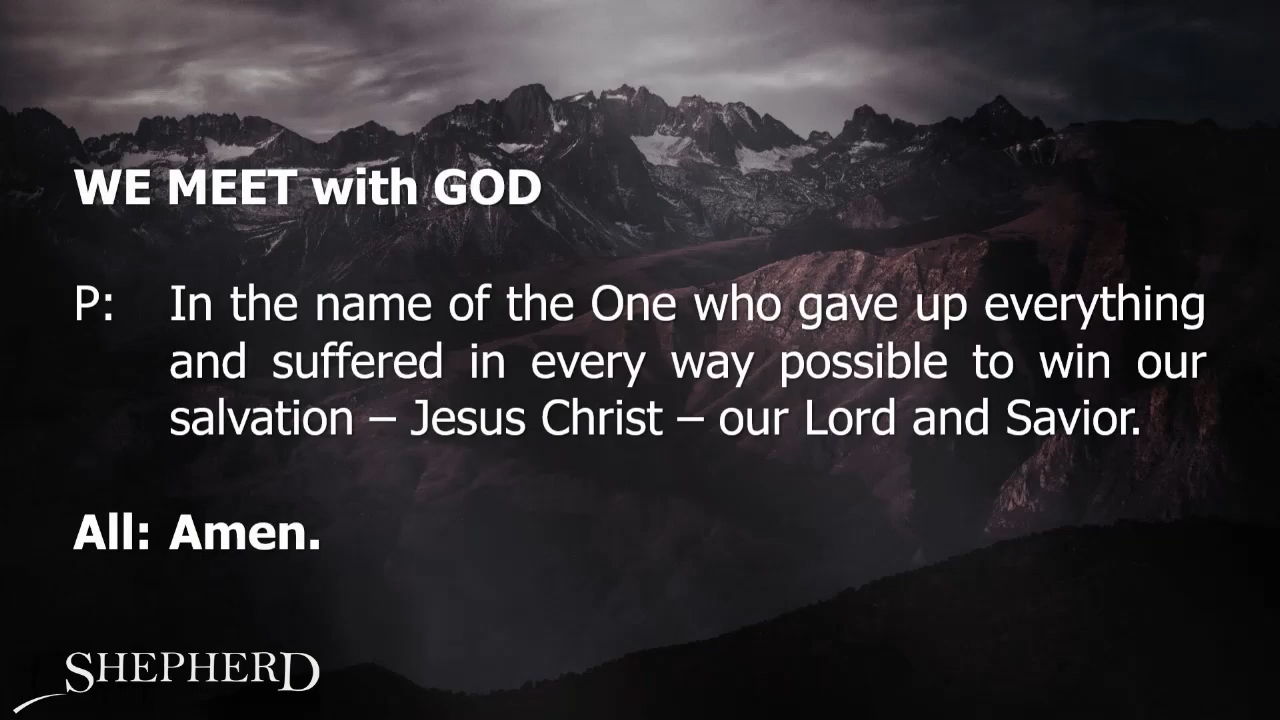 WE MEET with GOD
P: In the name of the One who gave up everything
and suffered in every way possible to win our
salvation – Jesus Christ – our Lord and Savior.
All: Amen.
SHEPHERD